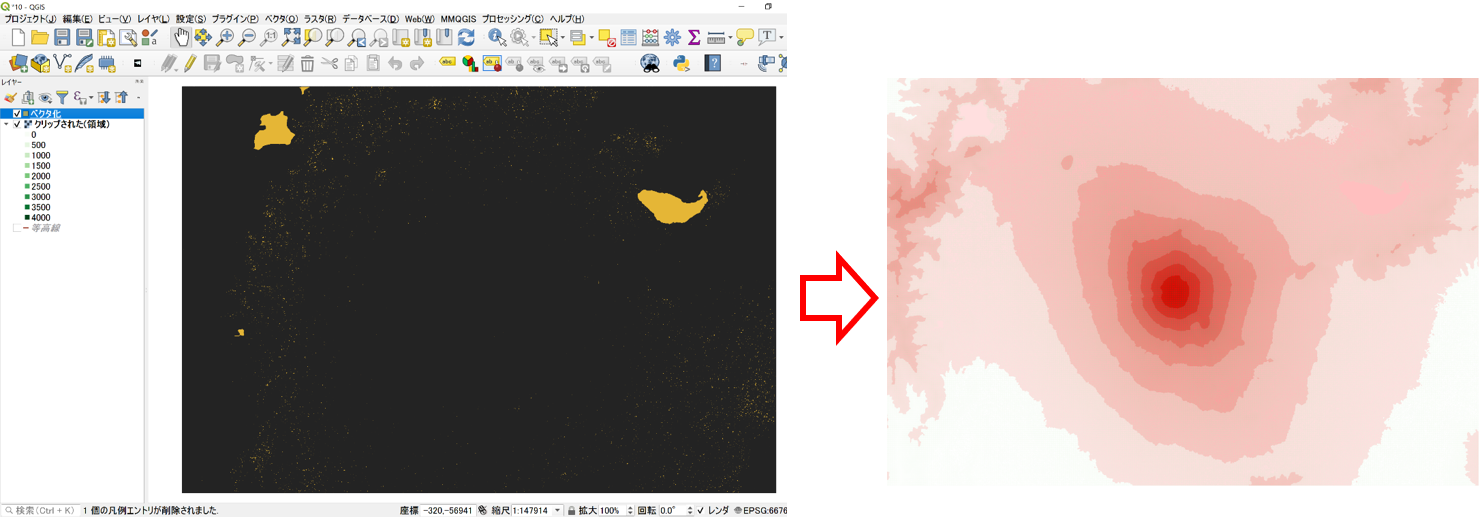 *10 - QGIS
プロジェクト(J) 編集(E) ビュー(V) レイヤ(L) 設定(S) プラグイン(P) ベクタ(O) ラスタ(R) データベース(D) Web(W) MMQGIS プロセッシング(C) ヘルプ(H)
レイヤー
ベクタ化
クリップされた(領域)
0
500
1000
1500
2000
2500
3000
3500
4000
等高線
検索(Ctrl + K) 1 個の凡例エントリが削除されました. 座標 -320,-56941 縮尺 1:147914 拡大 100% 回転 0.0° レンダ EPSG:6676